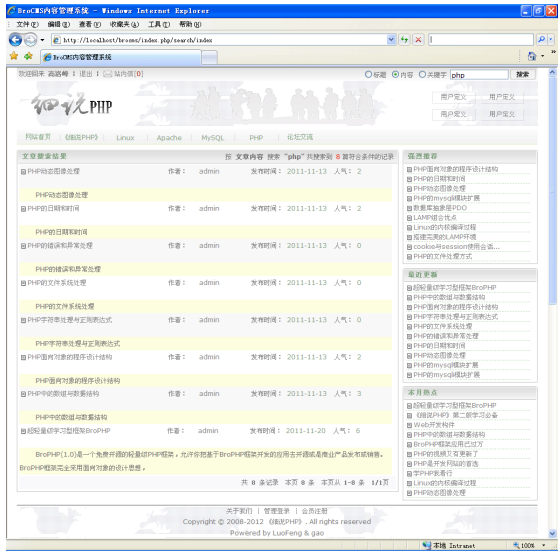 BroCMS内容管理系统 - Windows Internet Explorer
文件(F) 编辑(E) 查看(V) 收藏夹(A) 工具(T) 帮助(H)
http://localhost/brocms/index.php/search/index
BroCMS内容管理系统
欢迎回来 高洛峰 | 退出 | 站内信[0] 标题 内容 关键字 php 搜索
细说PHP
用户定义 用户定义
用户定义 用户定义
网站首页 《细说PHP》 Linux Apache MySQL PHP 论坛交流
文章搜索结果 按 文章内容 搜索 "php" 共搜索到 8 篇符合条件的记录
PHP动态图像处理 作者: admin 发布时间: 2011-11-13 人气: 2
PHP动态图像处理
PHP的日期和时间 作者: admin 发布时间: 2011-11-13 人气: 2
PHP的日期和时间
PHP的错误和异常处理 作者: admin 发布时间: 2011-11-13 人气: 0
PHP的错误和异常处理
PHP的文件系统处理 作者: admin 发布时间: 2011-11-13 人气: 0
PHP的文件系统处理
PHP字符串处理与正则表达式 作者: admin 发布时间: 2011-11-13 人气: 0
PHP字符串处理与正则表达式
PHP面向对象的程序设计结构 作者: admin 发布时间: 2011-11-13 人气: 2
PHP面向对象的程序设计结构
PHP中的数组与数据结构 作者: admin 发布时间: 2011-11-13 人气: 3
PHP中的数组与数据结构
超轻量级学习型框架BroPHP 作者: admin 发布时间: 2011-11-20 人气: 6
BroPHP(1.0)是一个免费开源的轻量级PHP框架,允许你把基于BroPHP框架开发的应用去开源或是商业产品发布或销售。
BroPHP框架完全采用面向对象的设计思想,
共 8 条记录 本页 8 条 本页从 1-8 条 1/1页
强烈推荐
PHP面向对象的程序设计结构
PHP的日期和时间
PHP动态图像处理
PHP的mysqli模块扩展
数据库抽象层PDO
LAMP组合优点
Linux的内核编译过程
搭建完美的LAMP环境
cookie与session使用合话...
PHP的文件处理方式
最近更新
超轻量级学习型框架BroPHP
PHP中的数组与数据结构
PHP面向对象的程序设计结构
PHP字符串处理与正则表达式
PHP的文件系统处理
PHP的错误和异常处理
PHP的日期和时间
PHP动态图像处理
PHP的mysql模块扩展
PHP的mysqli模块扩展
本月热点
超轻量级学习型框架BroPHP
《细说PHP》第二版学习必备
Web开发构件
PHP中的数组与数据结构
BroPHP框架应用已过万
PHP的视频又有更新了
PHP是开发网站的首选
学PHP就看行
Linux的内核编译过程
PHP动态图像处理
关于我们 | 管理登录 | 会员注册
Copyright © 2008-2012 《细说PHP》. All rights reserved
Powered by LuoFeng & gao
本地 Intranet 100%